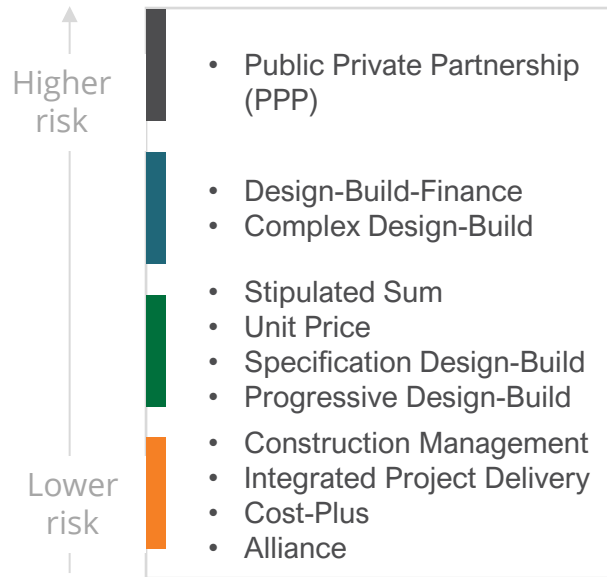 Higher
risk
• Public Private Partnership
(PPP)
• Design-Build-Finance
• Complex Design-Build
• Stipulated Sum
• Unit Price
• Specification Design-Build
• Progressive Design-Build
• Construction Management
• Integrated Project Delivery
• Cost-Plus
• Alliance
Lower
risk